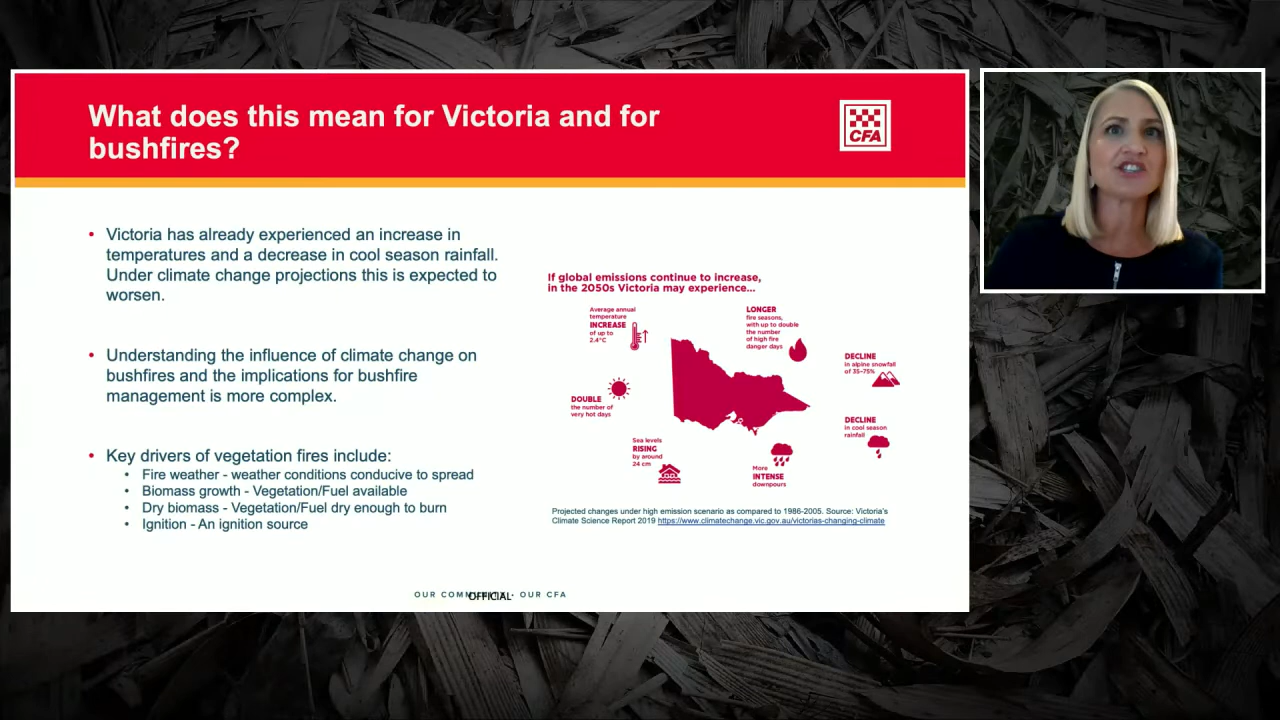 What does this mean for Victoria and for
bushfires?
CFA
• Victoria has already experienced an increase in
temperatures and a decrease in cool season rainfall.
Under climate change projections this is expected to
worsen.
• Understanding the influence of climate change on
bushfires and the implications for bushfire
management is more complex.
• Key drivers of vegetation fires include:
• Fire weather - weather conditions conducive to spread
• Biomass growth - Vegetation/Fuel available
• Dry biomass - Vegetation/Fuel dry enough to burn
• Ignition - An ignition source
If global emissions continue to increase,
in the 2050s Victoria may experience...
Average annual
temperature
INCREASE
of up to
2.4°C
LONGER
fire seasons,
with up to double
the number
of high fire
danger days
DECLINE
in alpine snowfall
of 35-75%
DOUBLE
the number of
very hot days
DECLINE
in cool season
rainfall
Sea levels
RISING
by around
24 cm
More
INTENSE
downpours
Projected changes under high emission scenario as compared to 1986-2005. Source: Victoria's
Climate Science Report 2019 https://www.climatechange.vic.gov.au/victorias-changing-climate
OUR • OUR CFA
OFFICIAL